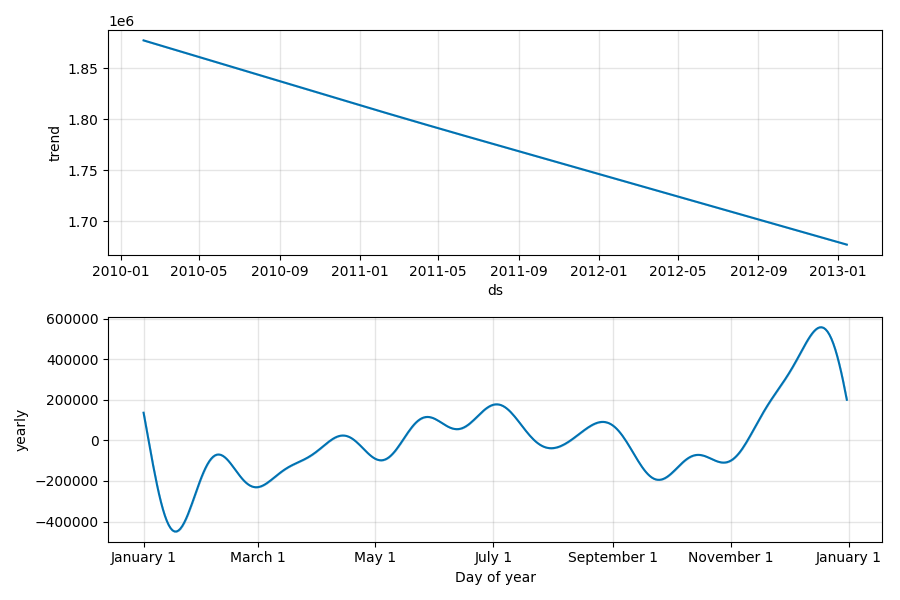 1e6
1.85
1.80
1.75
1.70
trend
2010-01 2010-05 2010-09 2011-01 2011-05 2011-09 2012-01 2012-05 2012-09 2013-01
ds
600000
400000
200000
0
−200000
−400000
yearly
January 1 March 1 May 1 July 1 September 1 November 1 January 1
Day of year